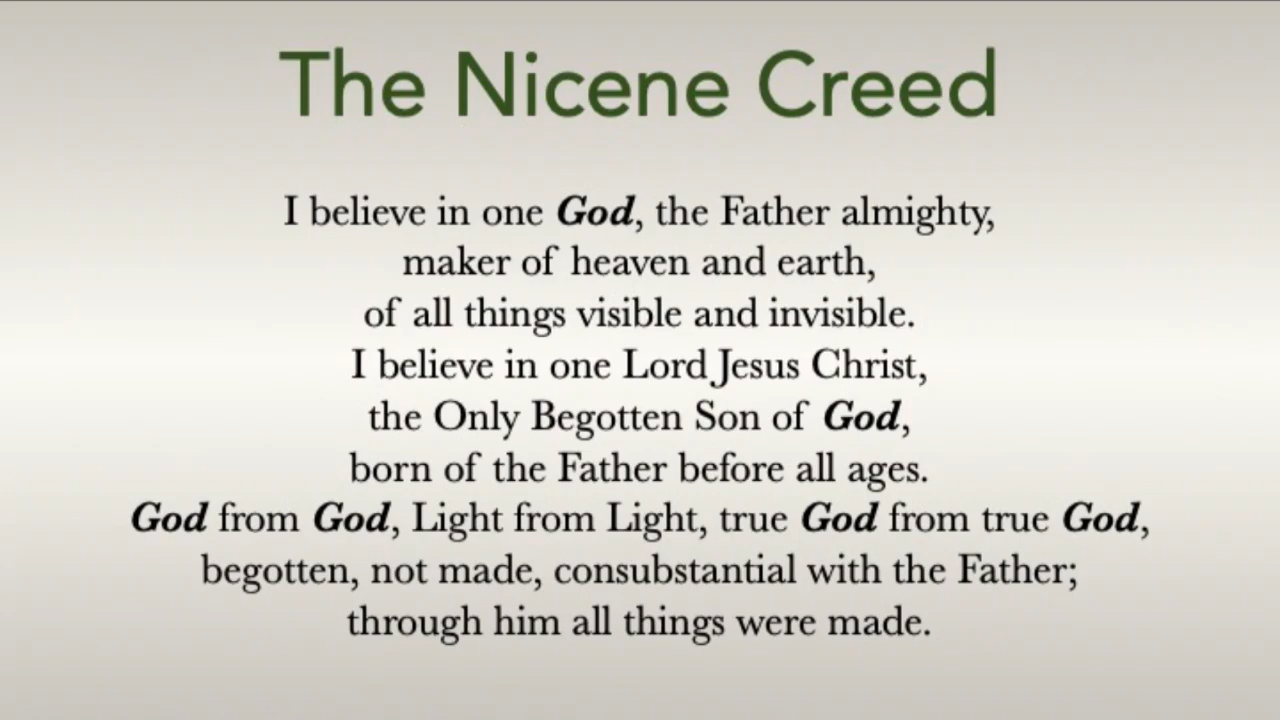 The Nicene Creed
I believe in one God, the Father almighty,
maker of heaven and earth,
of all things visible and invisible.
I believe in one Lord Jesus Christ,
the Only Begotten Son of God,
born of the Father before all ages.
God from God, Light from Light, true God from true God,
begotten, not made, consubstantial with the Father;
through him all things were made.